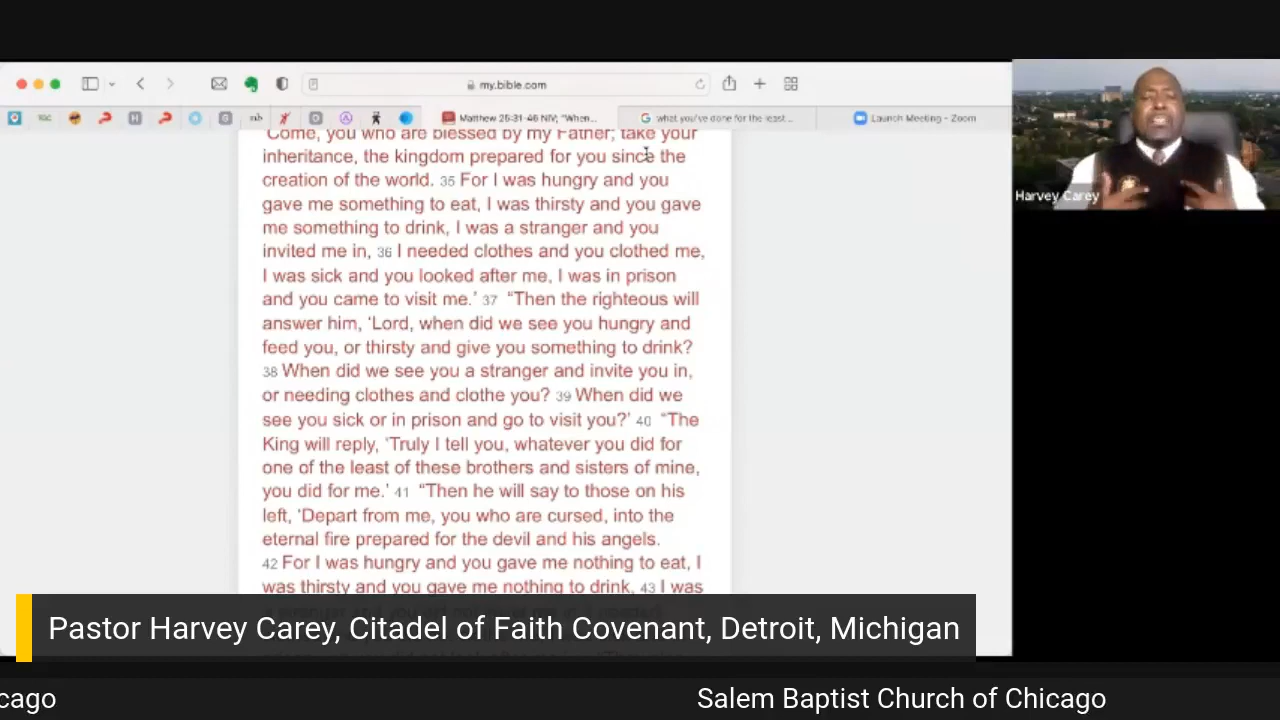 my.bible.com
Matthew 25:31-46 NIV; "When...
what you've done for the least ...
Launch Meeting - Zoom
'Come, you who are blessed by my Father; take your
inheritance, the kingdom prepared for you since the
creation of the world. 35 For I was hungry and you
gave me something to eat, I was thirsty and you gave
me something to drink, I was a stranger and you
invited me in, 36 I needed clothes and you clothed me,
I was sick and you looked after me, I was in prison
and you came to visit me.' 37 "Then the righteous will
answer him, 'Lord, when did we see you hungry and
feed you, or thirsty and give you something to drink?
38 When did we see you a stranger and invite you in,
or needing clothes and clothe you? 39 When did we
see you sick or in prison and go to visit you?' 40 "The
King will reply, 'Truly I tell you, whatever you did for
one of the least of these brothers and sisters of mine,
you did for me.' 41 "Then he will say to those on his
left, 'Depart from me, you who are cursed, into the
eternal fire prepared for the devil and his angels.
42 For I was hungry and you gave me nothing to eat, I
was thirsty and you gave me nothing to drink, 43 I was
Harvey Carey
Pastor Harvey Carey, Citadel of Faith Covenant, Detroit, Michigan
cago
Salem Baptist Church of Chicago